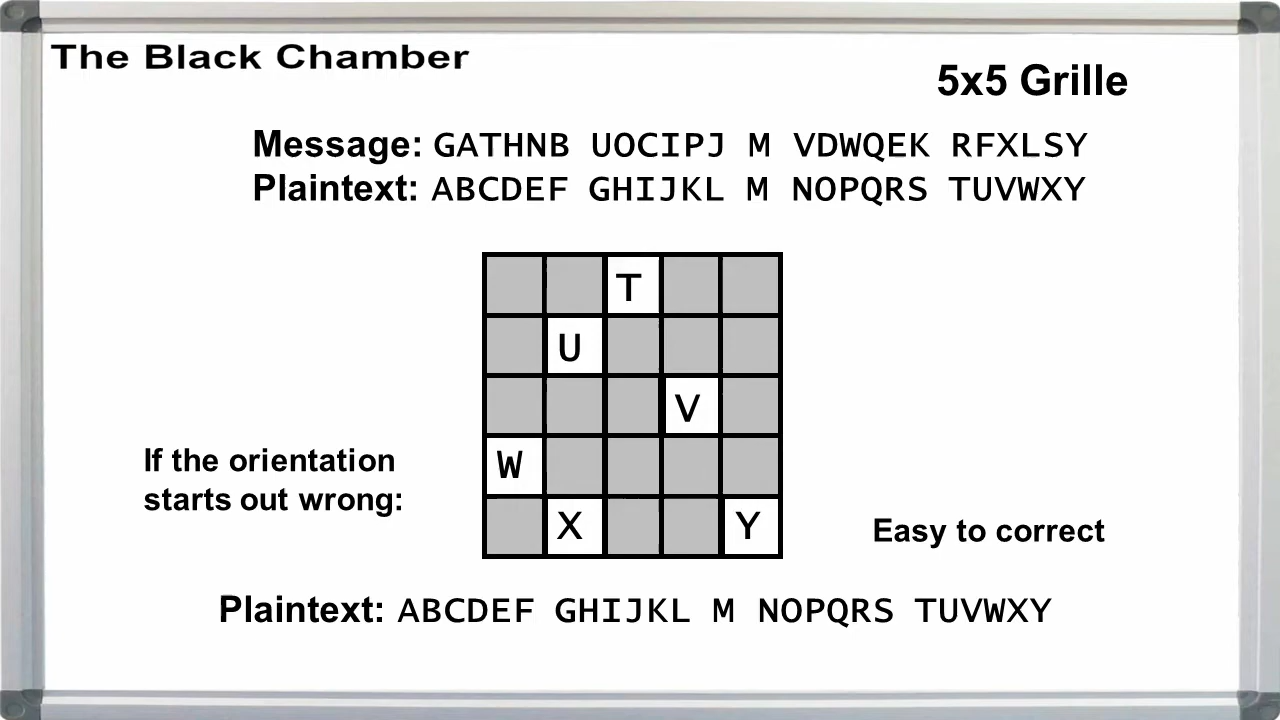 The Black Chamber
5x5 Grille
Message: GATHNB UOCIPJ M VDWQEK RFXLSY
Plaintext: ABCDEF GHIJKL M NOPQRS TUVWXY
T
U
V
W
X Y
If the orientation
starts out wrong:
Easy to correct
Plaintext: ABCDEF GHIJKL M NOPQRS TUVWXY